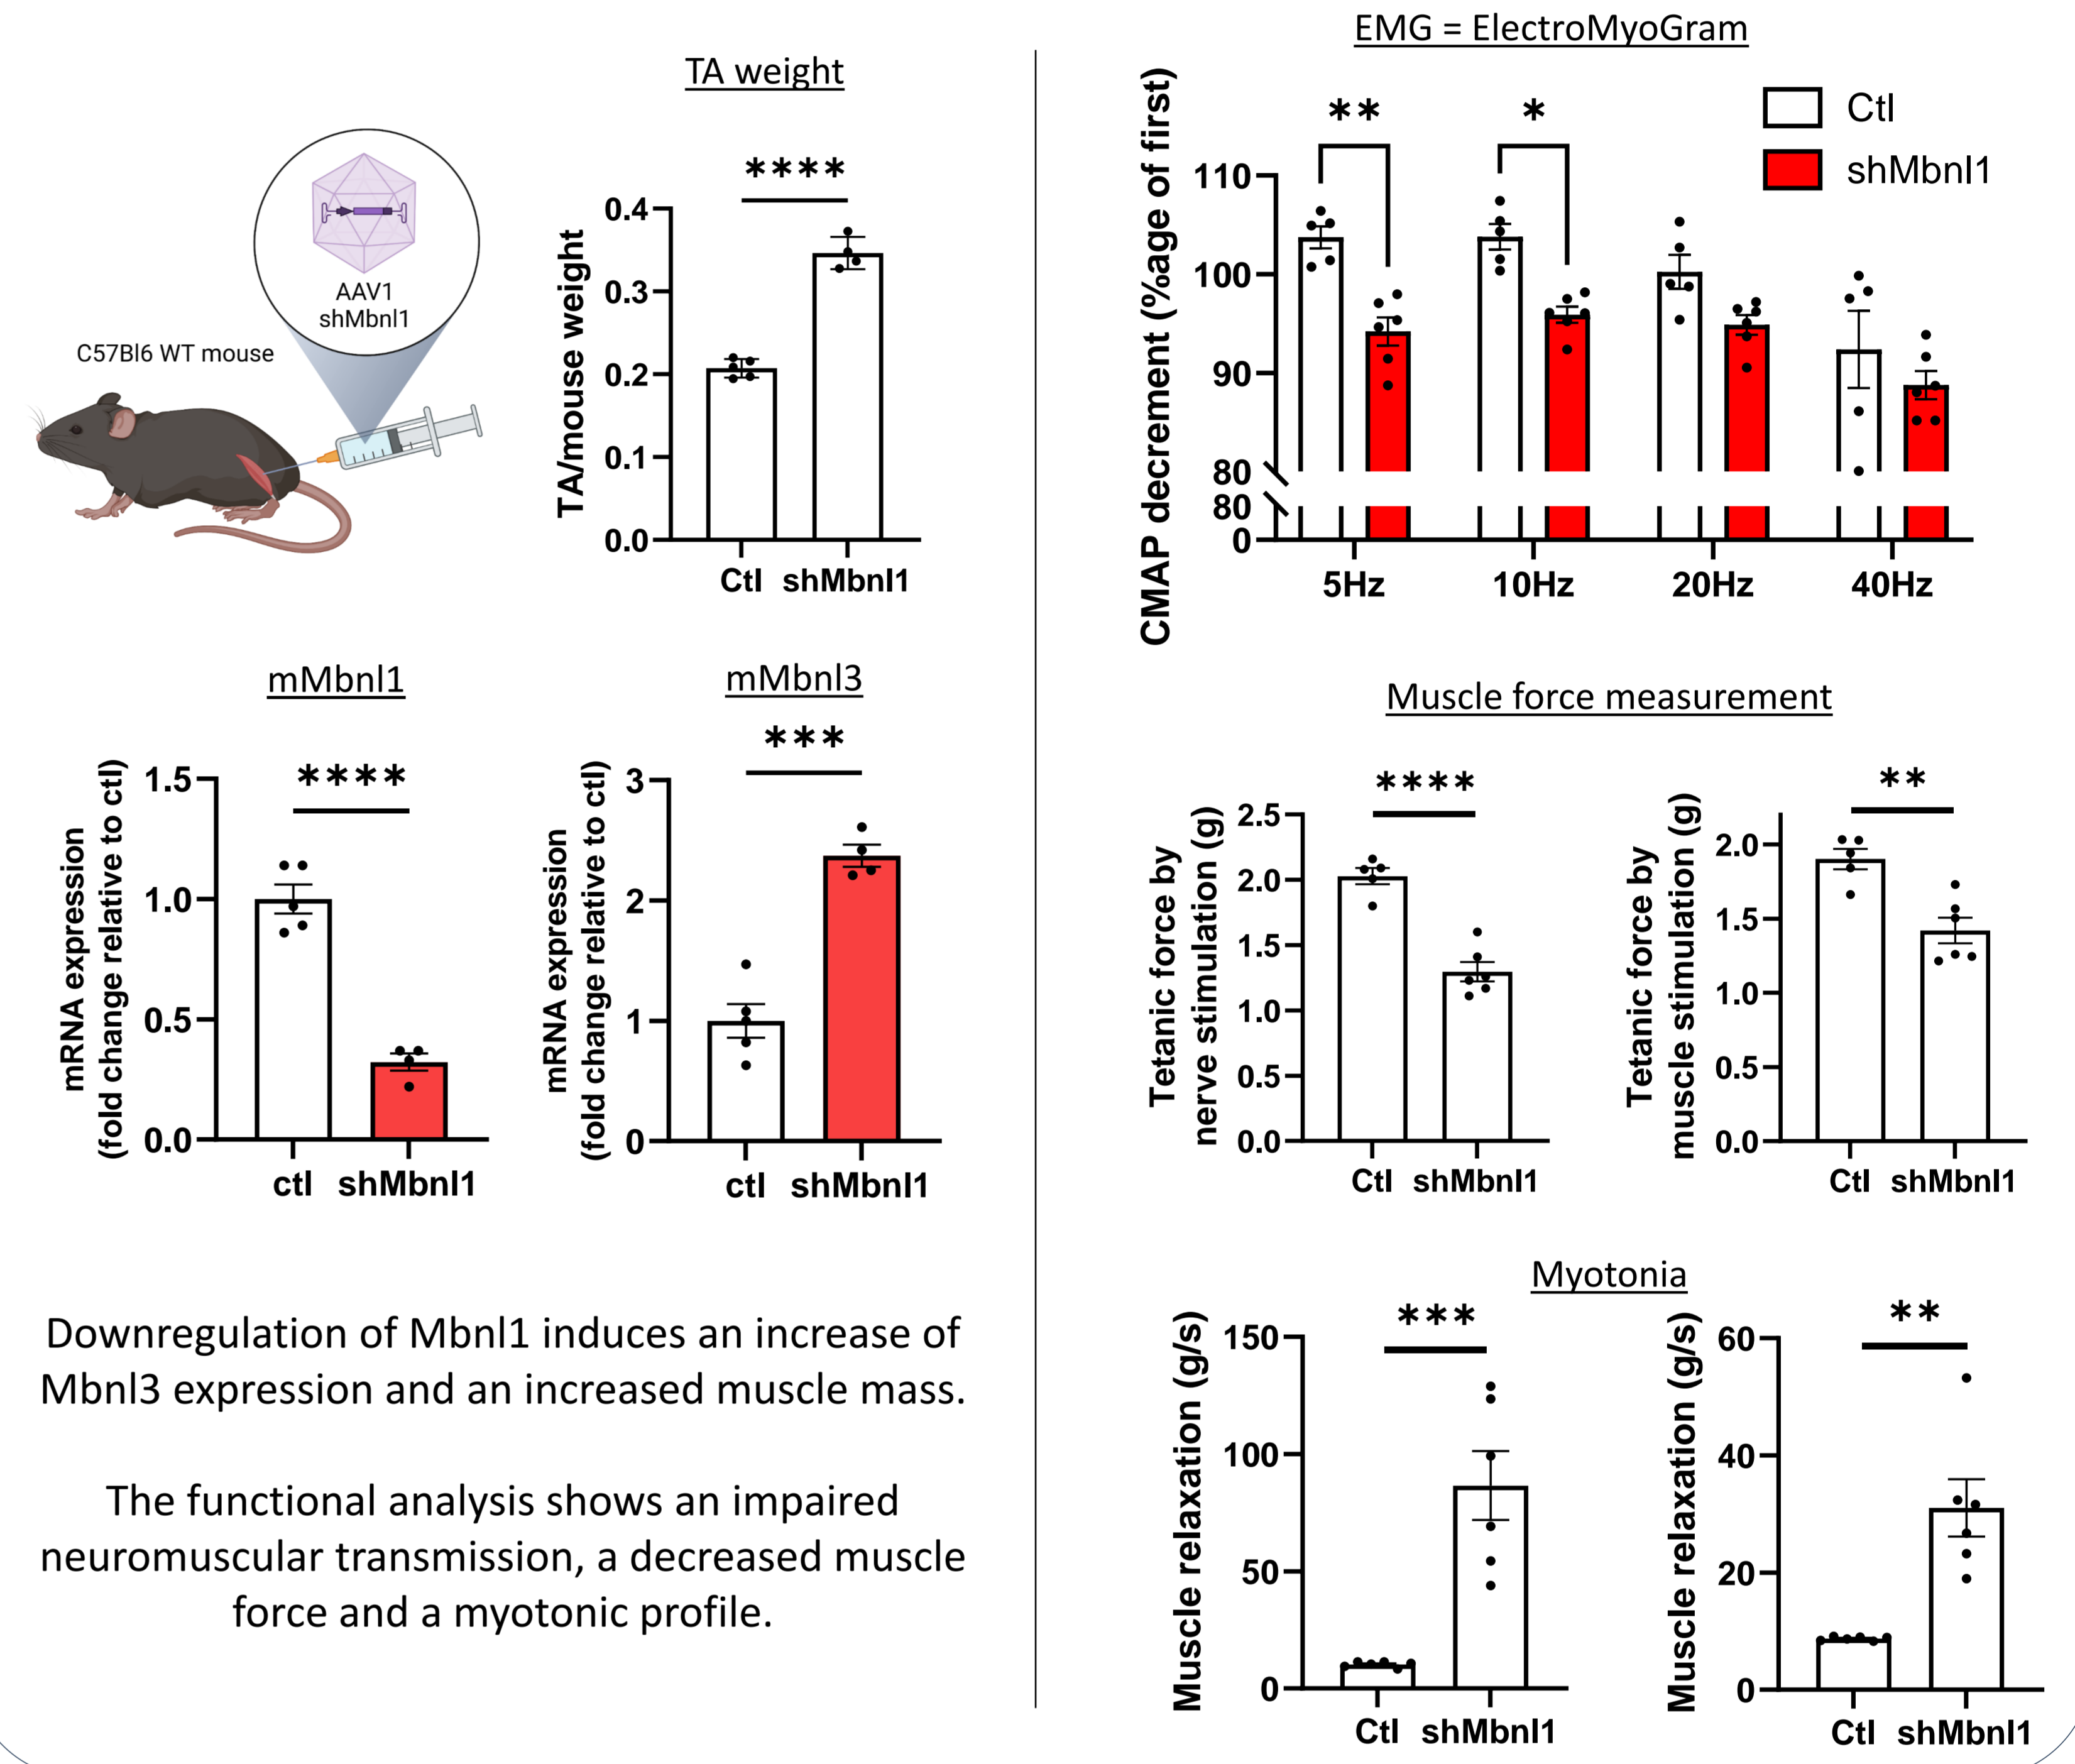 TA weight
AAV1
shMbnl1
C57Bl6 WT mouse
****
TA/mouse weight
0.4
0.3
0.2
0.1
0.0
Ctl shMbnl1
mMbnl1
****
mRNA expression
(fold change relative to ctl)
1.5
1.0
0.5
0.0
ctl shMbnl1
mMbnl3
***
mRNA expression
(fold change relative to ctl)
3
2
1
0
ctl shMbnl1
Downregulation of Mbnl1 induces an increase of
Mbnl3 expression and an increased muscle mass.
The functional analysis shows an impaired
neuromuscular transmission, a decreased muscle
force and a myotonic profile.
EMG = ElectroMyoGram
Ctl
shMbnl1
** *
CMAP decrement (%age of first)
110
100
90
80
80
0
5Hz 10Hz 20Hz 40Hz
Muscle force measurement
****
Tetanic force by
nerve stimulation (g)
2.5
2.0
1.5
1.0
0.5
0.0
Ctl shMbnl1
**
Tetanic force by
muscle stimulation (g)
2.0
1.5
1.0
0.5
0.0
Ctl shMbnl1
Myotonia
***
Muscle relaxation (g/s)
150
100
50
0
Ctl shMbnl1
**
Muscle relaxation (g/s)
60
40
20
0
Ctl shMbnl1